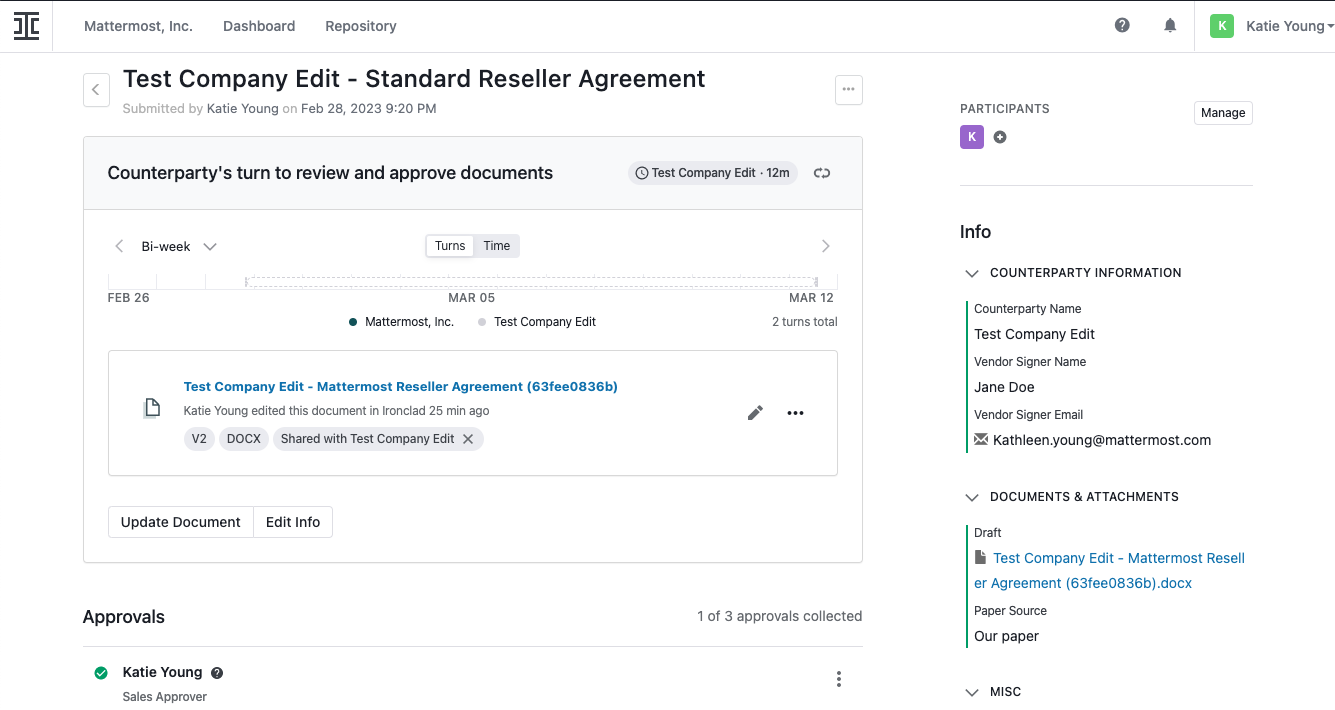 Mattermost, Inc. Dashboard Repository
K Katie Young
Test Company Edit - Standard Reseller Agreement
Submitted by Katie Young on Feb 28, 2023 9:20 PM
Counterparty's turn to review and approve documents
Test Company Edit · 12m
Bi-week
Turns Time
FEB 26 MAR 05 MAR 12
Mattermost, Inc. Test Company Edit 2 turns total
Test Company Edit - Mattermost Reseller Agreement (63fee0836b)
Katie Young edited this document in Ironclad 25 min ago
V2 DOCX Shared with Test Company Edit
Update Document Edit Info
Approvals 1 of 3 approvals collected
Katie Young
Sales Approver
PARTICIPANTS Manage
K
Info
COUNTERPARTY INFORMATION
Counterparty Name
Test Company Edit
Vendor Signer Name
Jane Doe
Vendor Signer Email
Kathleen.young@mattermost.com
DOCUMENTS & ATTACHMENTS
Draft
Test Company Edit - Mattermost Resell
er Agreement (63fee0836b).docx
Paper Source
Our paper
MISC